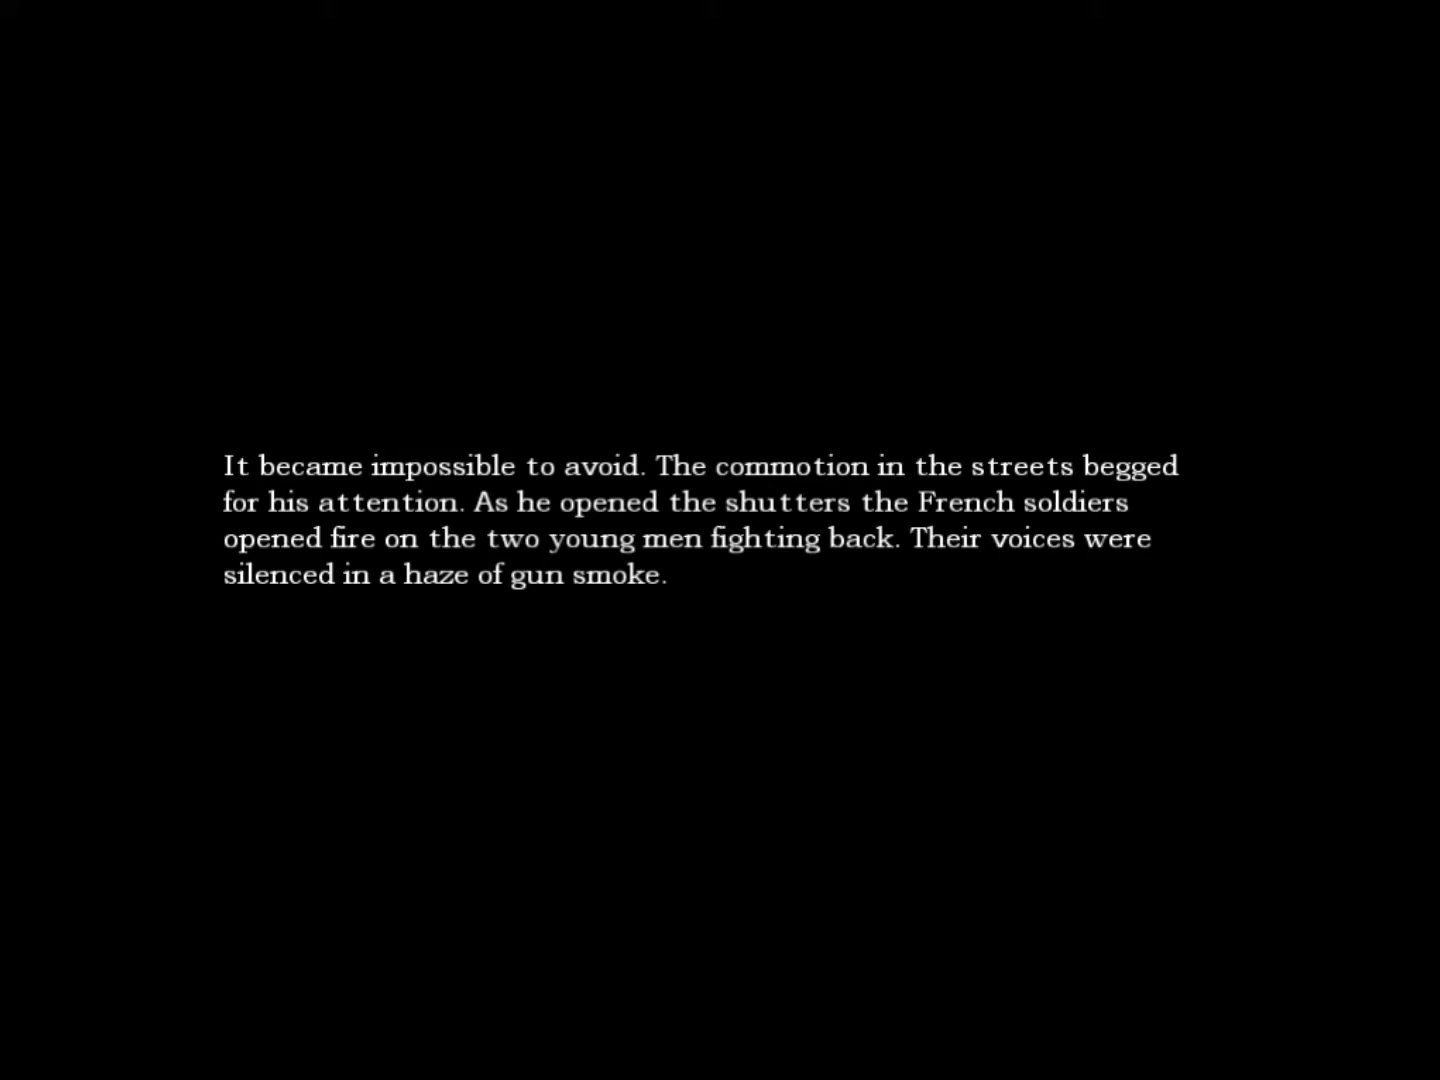 It became impossible to avoid. The commotion in the streets begged
for his attention. As he opened the shutters the French soldiers
opened fire on the two young men fighting back. Their voices were
silenced in a haze of gun smoke.